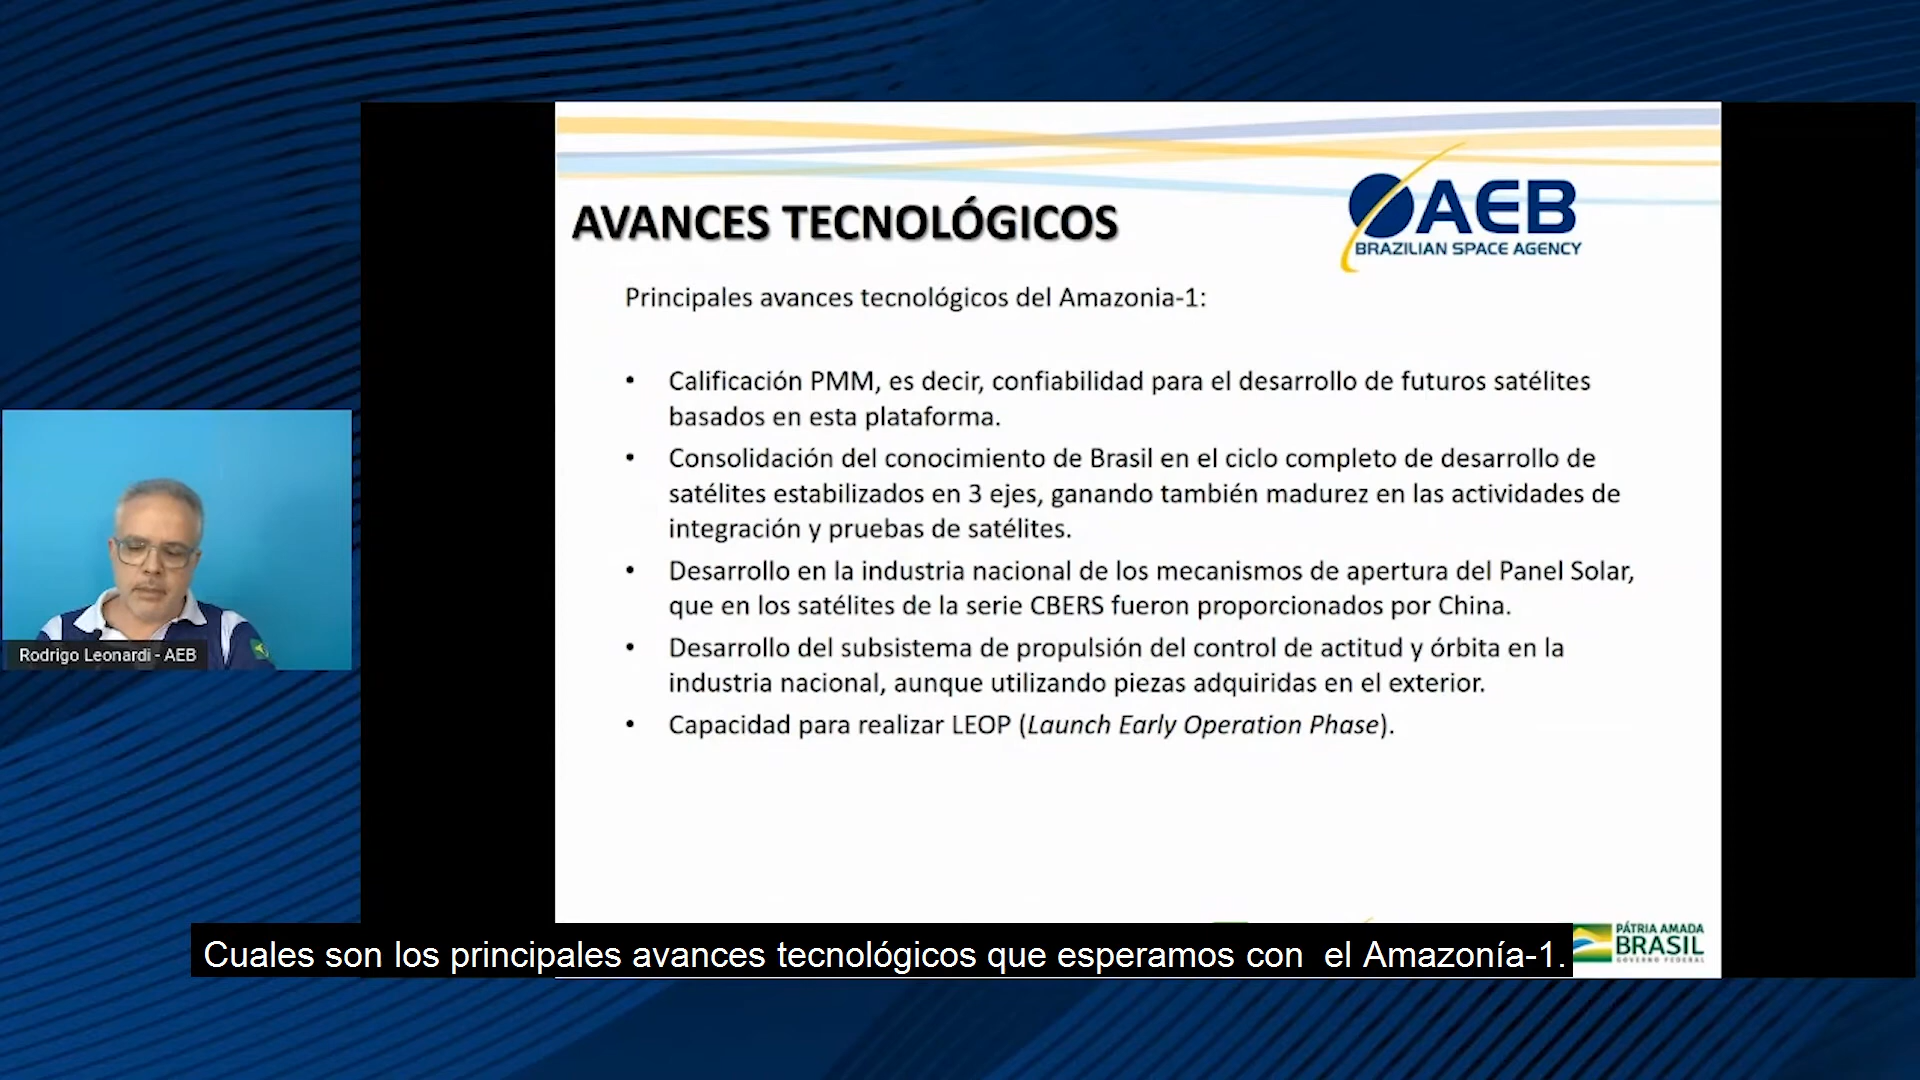 AEB
BRAZILIAN SPACE AGENCY
AVANCES TECNOLÓGICOS
Principales avances tecnológicos del Amazonia-1:
• Calificación PMM, es decir, confiabilidad para el desarrollo de futuros satélites
basados en esta plataforma.
• Consolidación del conocimiento de Brasil en el ciclo completo de desarrollo de
satélites estabilizados en 3 ejes, ganando también madurez en las actividades de
integración y pruebas de satélites.
• Desarrollo en la industria nacional de los mecanismos de apertura del Panel Solar,
que en los satélites de la serie CBERS fueron proporcionados por China.
• Desarrollo del subsistema de propulsión del control de actitud y órbita en la
industria nacional, aunque utilizando piezas adquiridas en el exterior.
• Capacidad para realizar LEOP (Launch Early Operation Phase).
Rodrigo Leonardi - AEB
PÁTRIA AMADA
BRASIL
GOVERNO FEDERAL
Cuales son los principales avances tecnológicos que esperamos con  el Amazonía-1.